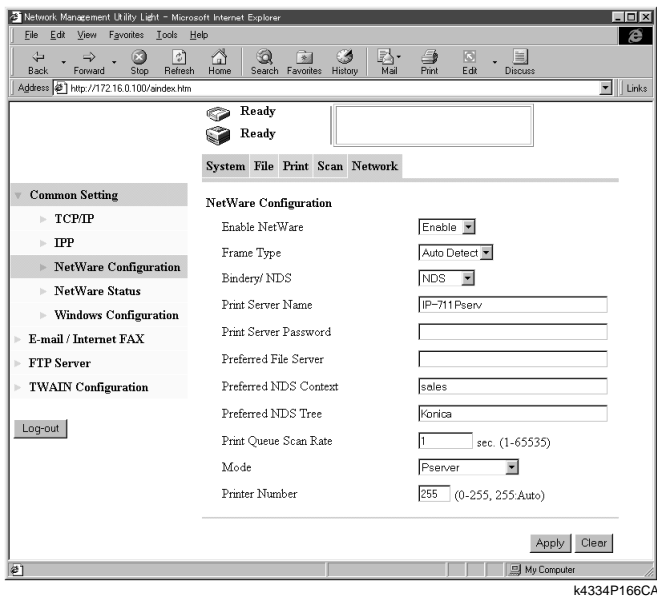 Network Management Utility Light - Microsoft Internet Explorer
File Edit View Favorites Tools Help
Back Forward Stop Refresh Home Search Favorites History Mail Print Edit Discuss
Address http://172.16.0.100/aindex.htm Links
Ready
Ready
System File Print Scan Network
Common Setting
TCP/IP
IPP
NetWare Configuration
NetWare Status
Windows Configuration
E-mail / Internet FAX
FTP Server
TWAIN Configuration
Log-out
NetWare Configuration
Enable NetWare Enable
Frame Type Auto Detect
Bindery/ NDS NDS
Print Server Name IP-711Pserv
Print Server Password
Preferred File Server
Preferred NDS Context sales
Preferred NDS Tree Konica
Print Queue Scan Rate 1 sec. (1-65535)
Mode Pserver
Printer Number 255 (0-255, 255:Auto)
Apply Clear
My Computer
k4334P166CA